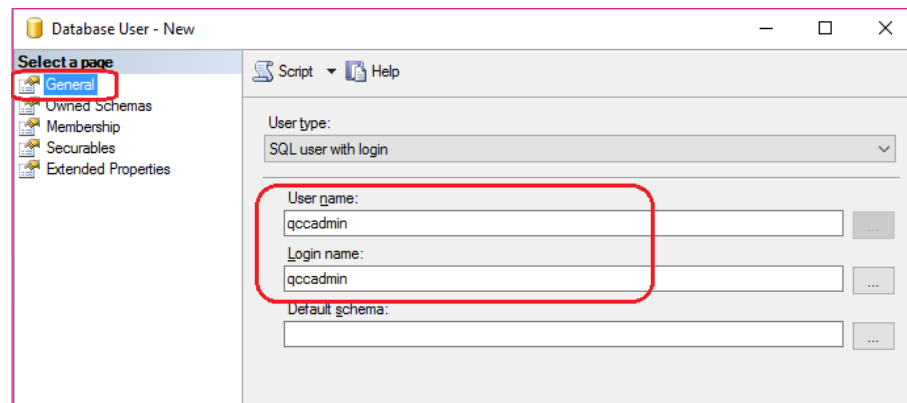 Database User - New
Select a page
General
Owned Schemas
Membership
Securables
Extended Properties
Script
Help
User type:
SQL user with login
User name:
qccadmin
...
Login name:
qccadmin
...
Default schema:
...